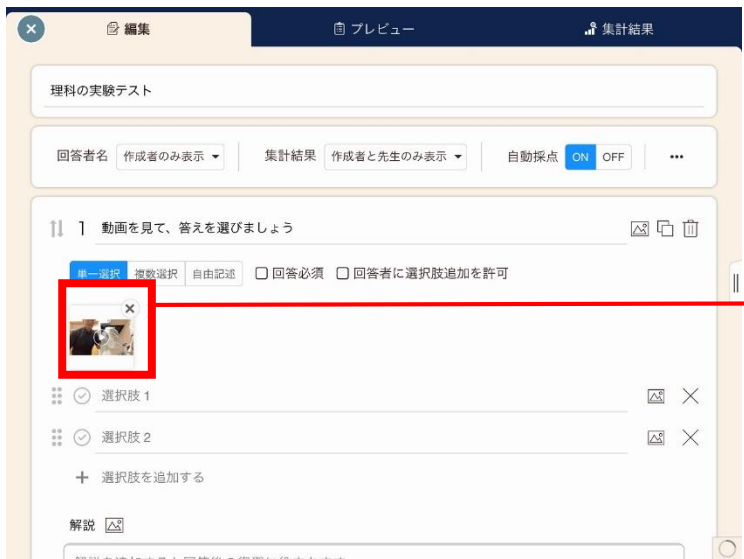 編集
プレビュー
集計結果
理科の実験テスト
回答者名 作成者のみ表示 集計結果 作成者と先生のみ表示 自動採点 ON OFF
1 動画を見て、答えを選びましょう
単一選択 複数選択 自由記述 回答必須 回答者に選択肢追加を許可
選択肢 1
選択肢 2
選択肢を追加する
解説